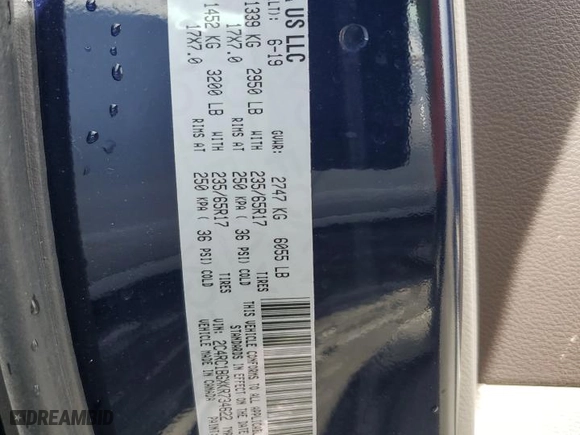 A US LLC
LT): 6-19 GVWR: 2747 KG 6055 LB
1339 KG 2950 LB WITH 235/65R17 TIRES
17X7.0 RIMS AT 250 KPA ( 36 PSI) COLD
1452 KG 3200 LB WITH 235/65R17 TIRES
17X7.0 RIMS AT 250 KPA ( 36 PSI) COLD
THIS VEHICLE CONFORMS TO ALL APPLICABLE
STANDARDS IN EFFECT ON THE DATE
VIN: 2C4RC1BGXKR734622
VEHICLE MADE IN CANADA
DREAMBID